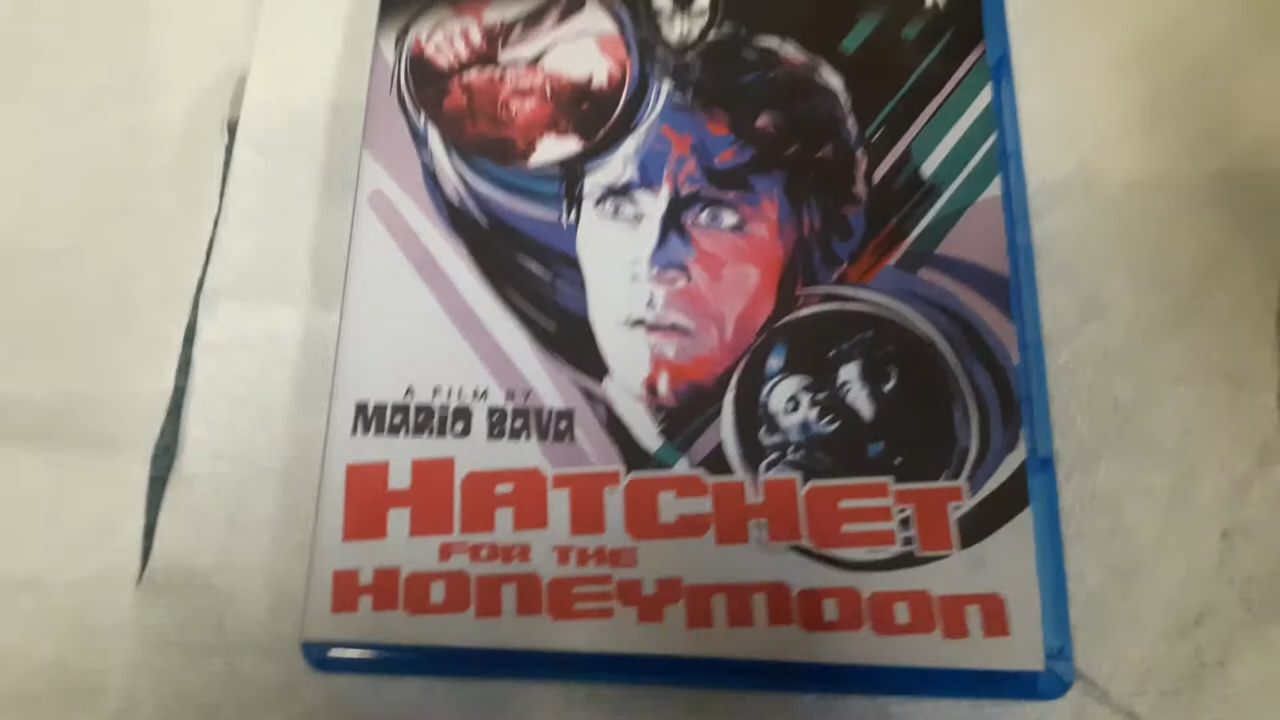 A FILM BY
MARIO BAVA
HATCHET
FOR THE
HONEYMOON